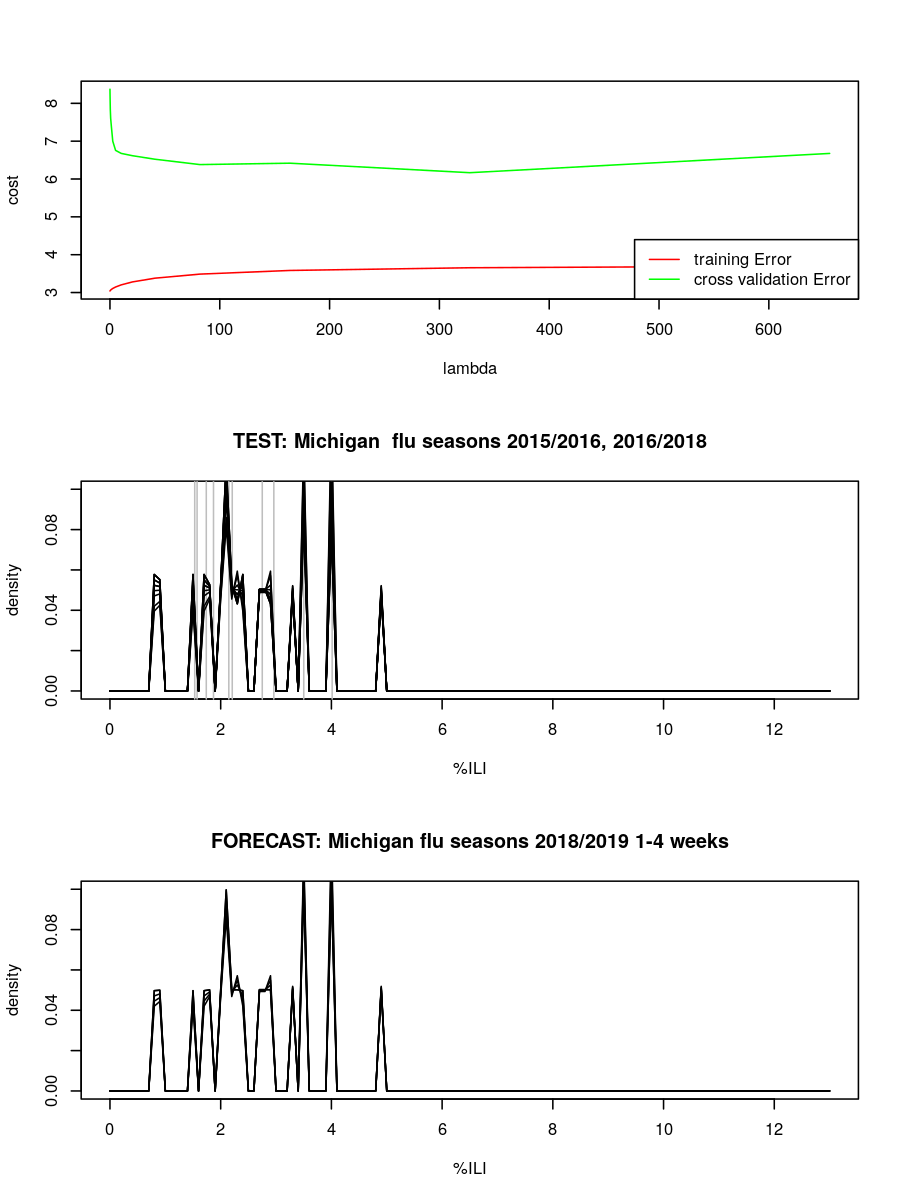 8
7
6
5
4
3
cost
training Error
cross validation Error
0 100 200 300 400 500 600
lambda
TEST: Michigan  flu seasons 2015/2016, 2016/2018
0.08
0.04
0.00
density
0 2 4 6 8 10 12
%ILI
FORECAST: Michigan flu seasons 2018/2019 1-4 weeks
0.08
0.04
0.00
density
0 2 4 6 8 10 12
%ILI